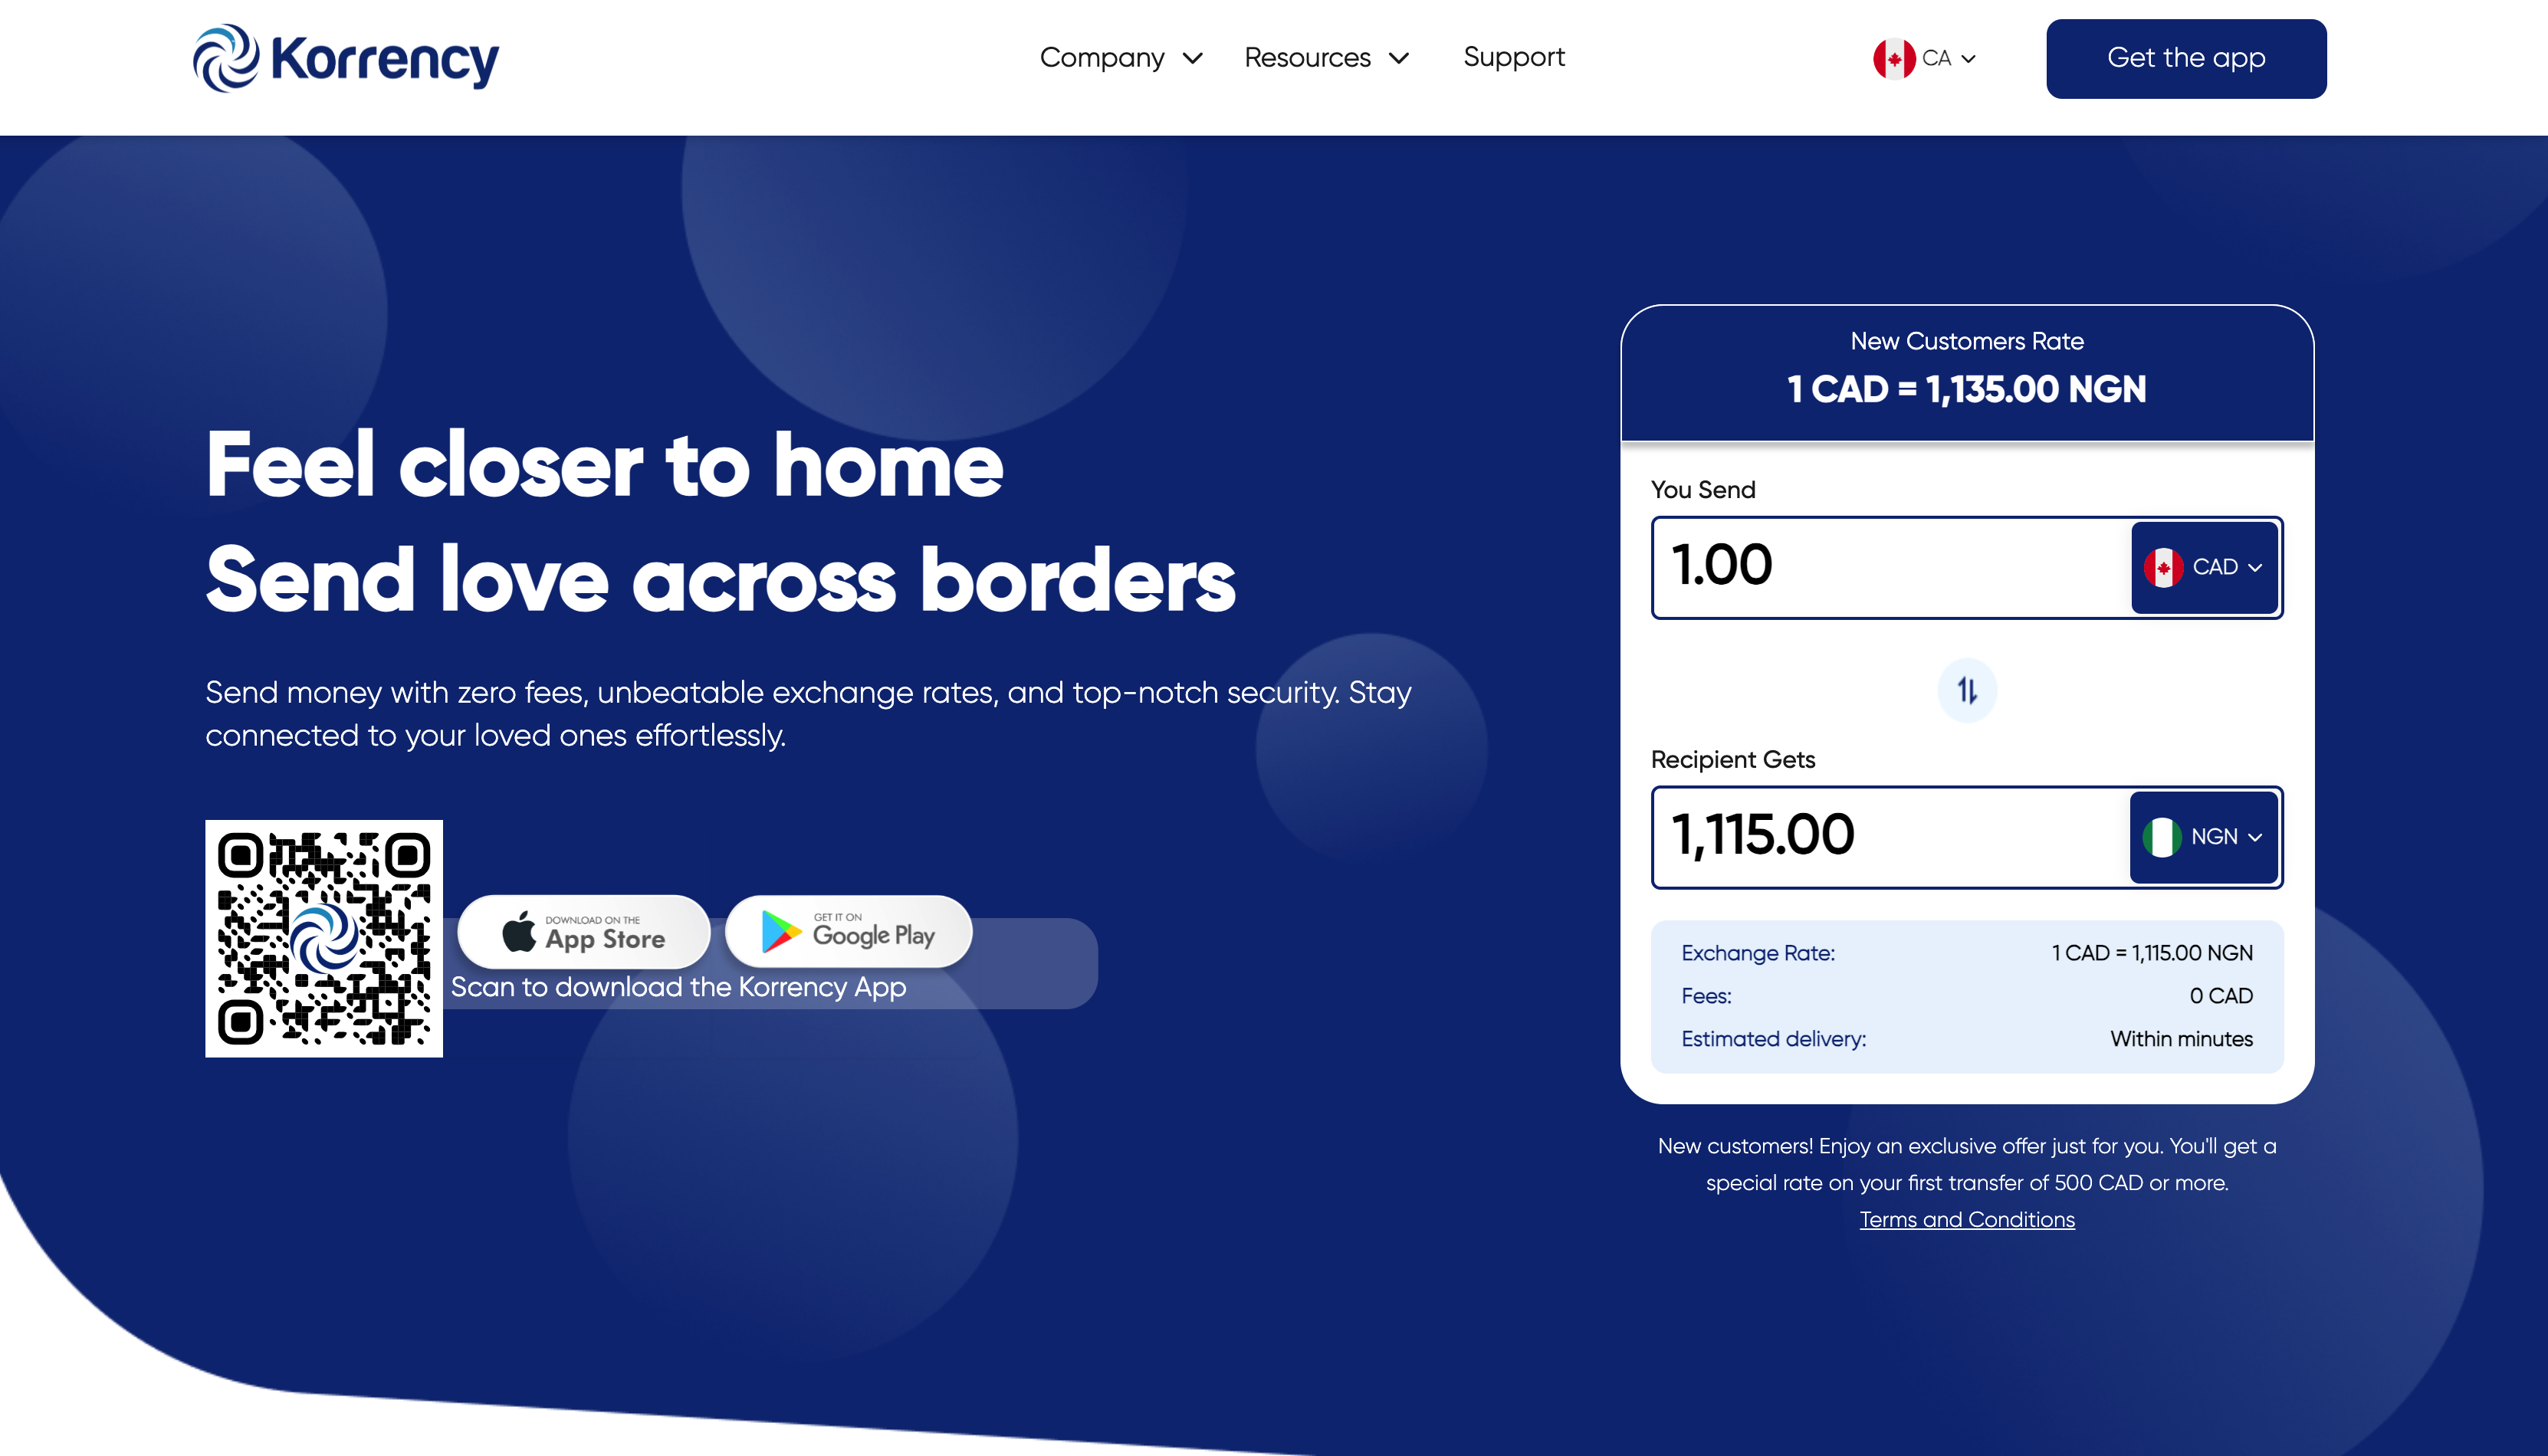 Korrency
Company
Resources
Support
CA
Get the app
Feel closer to home
Send love across borders
Send money with zero fees, unbeatable exchange rates, and top-notch security. Stay
connected to your loved ones effortlessly.
DOWNLOAD ON THE
App Store
GET IT ON
Google Play
Scan to download the Korrency App
New Customers Rate
1 CAD = 1,135.00 NGN
You Send
1.00
CAD
Recipient Gets
1,115.00
NGN
Exchange Rate: 1 CAD = 1,115.00 NGN
Fees: 0 CAD
Estimated delivery: Within minutes
New customers! Enjoy an exclusive offer just for you. You'll get a
special rate on your first transfer of 500 CAD or more.
Terms and Conditions